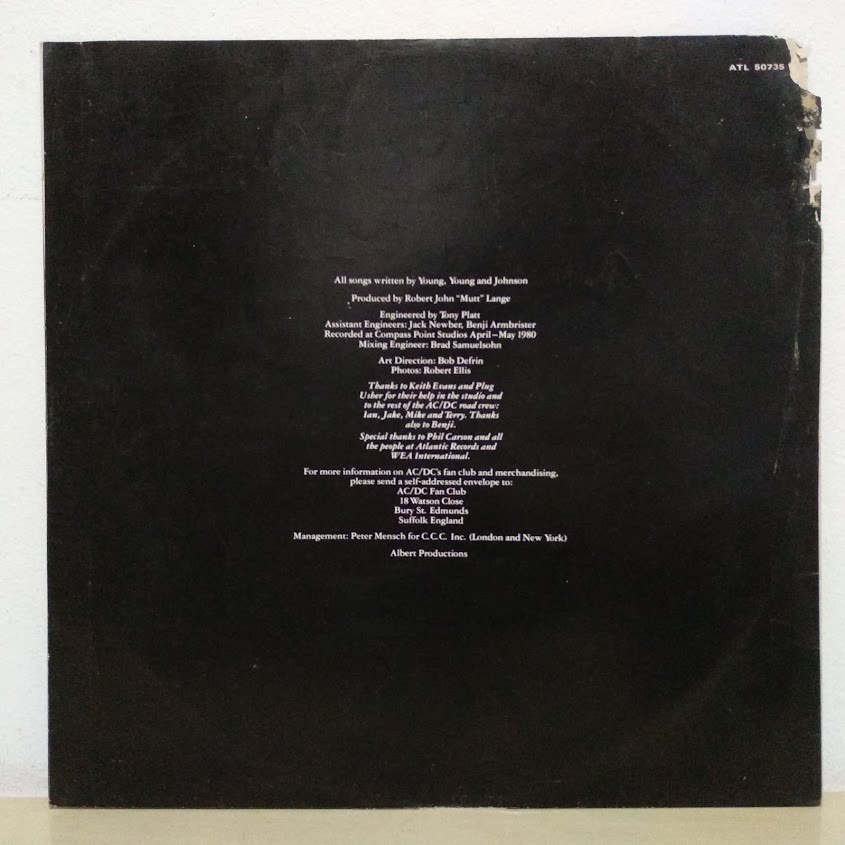 ATL 50735
All songs written by Young, Young and Johnson
Produced by Robert John "Mutt" Lange
Engineered by Tony Platt
Assistant Engineers: Jack Newber, Benji Armbrister
Recorded at Compass Point Studios April–May 1980
Mixing Engineer: Brad Samuelsohn
Art Direction: Bob Defrin
Photos: Robert Ellis
Thanks to Keith Evans and Plug
Usher for their help in the studio and
to the rest of the AC/DC road crew:
Ian, Jake, Mike and Terry. Thanks
also to Benji.
Special thanks to Phil Carson and all
the people at Atlantic Records and
WEA International.
For more information on AC/DC's fan club and merchandising,
please send a self-addressed envelope to:
AC/DC Fan Club
18 Watson Close
Bury St. Edmunds
Suffolk England
Management: Peter Mensch for C.C.C. Inc. (London and New York)
Albert Productions